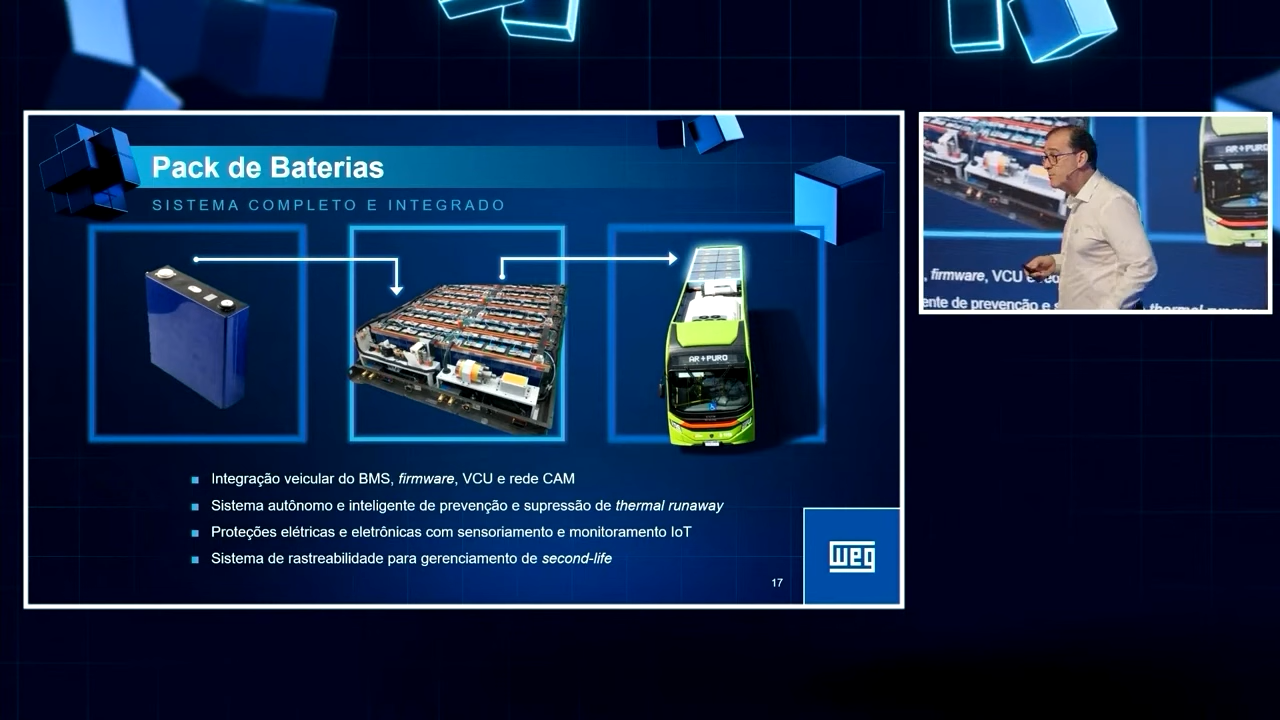 Pack de Baterias
SISTEMA COMPLETO E INTEGRADO
AR+PURO
Integração veicular do BMS, firmware, VCU e rede CAM
Sistema autônomo e inteligente de prevenção e supressão de thermal runaway
Proteções elétricas e eletrônicas com sensoriamento e monitoramento IoT
Sistema de rastreabilidade para gerenciamento de second-life
17
weg
AR+PURO
, firmware, VCU e
de prevenção e s thermal